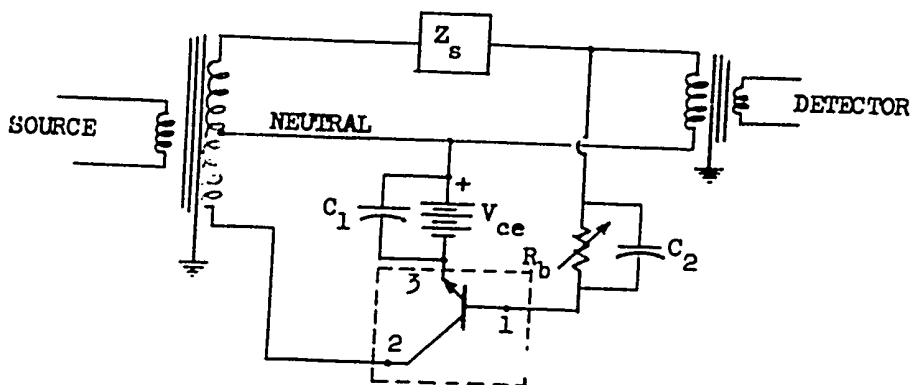 Z_s
DETECTOR
SOURCE
NEUTRAL
+
C_1
V_ce
R_b
C_2
3
1
2